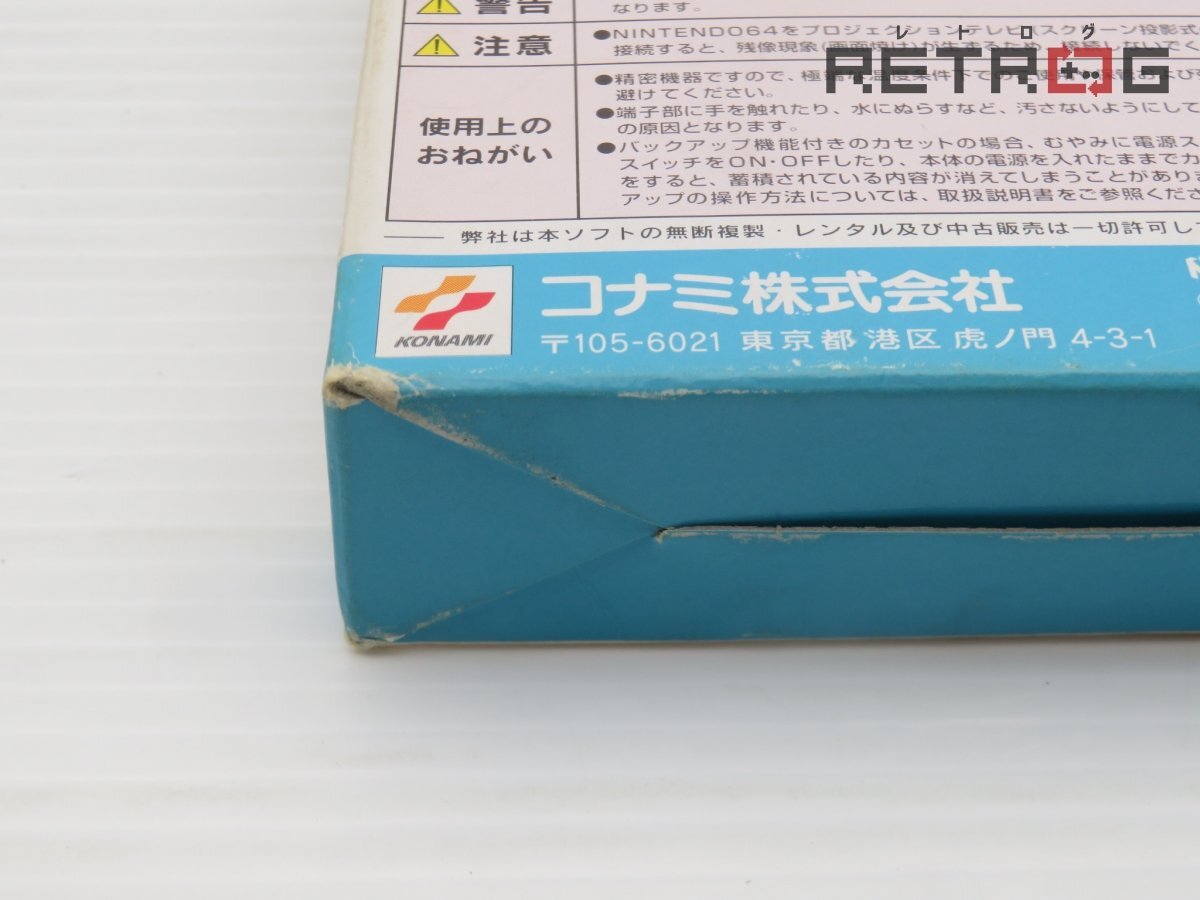 警告
なります。
注意
●NINTENDO64をプロジェクションテレビ(スクリーン投影式
接続すると、残像現象(画面焼け)が生ずるため、接続しないでく
レトログ
RETROG
使用上の
おねがい
●精密機器ですので、極端な温度条件下での
避けてください。
●端子部に手を触れたり、水にぬらすなど、汚さないようにして
の原因となります。
●バックアップ機能付きのカセットの場合、むやみに電源ス
スイッチをON・OFFしたり、本体の電源を入れたままでカ
をすると、蓄積されている内容が消えてしまうことがありま
アップの操作方法については、取扱説明書をご参照くださ
弊社は本ソフトの無断複製・レンタル及び中古販売は一切許可して
KONAMI
コナミ株式会社
〒105-6021 東京都 港区 虎ノ門 4-3-1